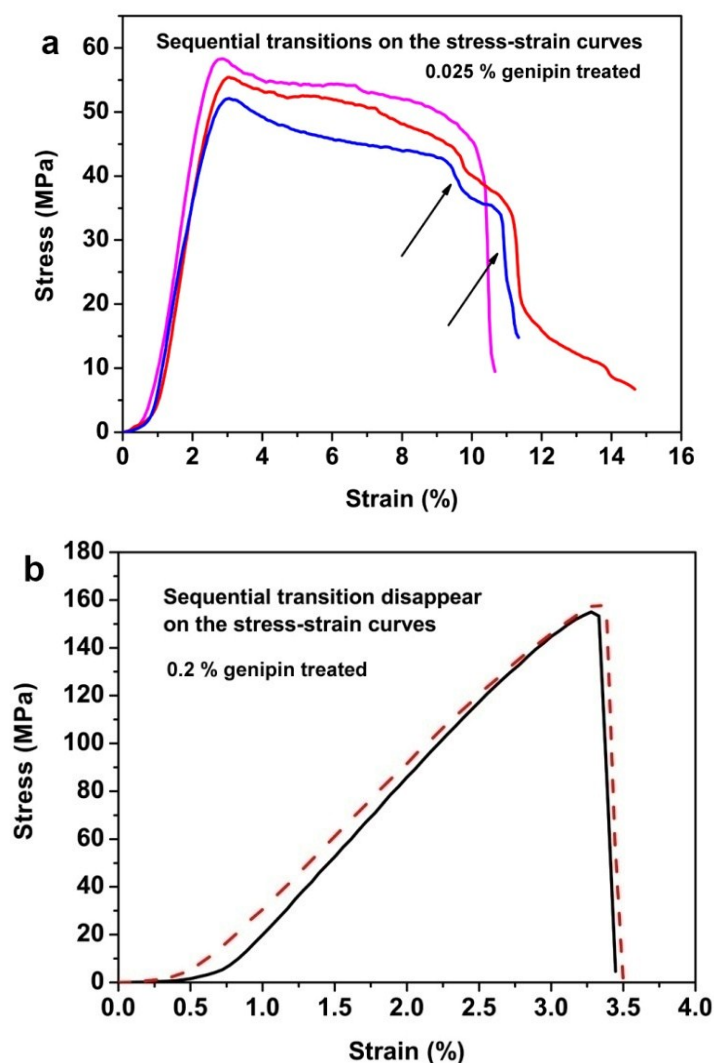 a
Sequential transitions on the stress-strain curves
0.025 % genipin treated
Stress (MPa)
60
50
40
30
20
10
0
0 2 4 6 8 10 12 14 16
Strain (%)
b
Sequential transition disappear
on the stress-strain curves
0.2 % genipin treated
Stress (MPa)
180
160
140
120
100
80
60
40
20
0
0.0 0.5 1.0 1.5 2.0 2.5 3.0 3.5 4.0
Strain (%)